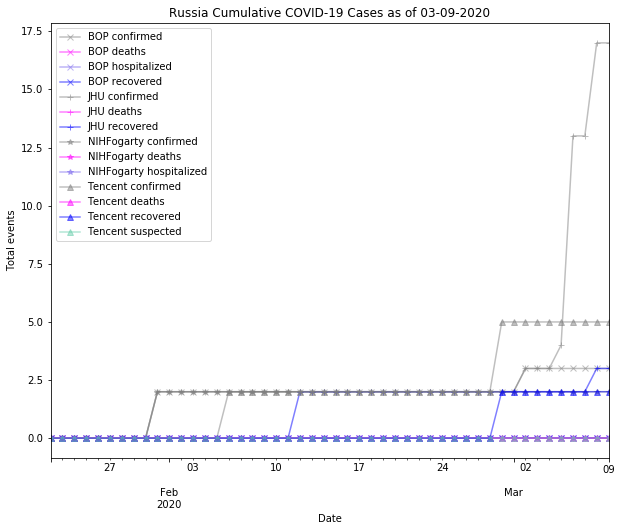 Russia Cumulative COVID-19 Cases as of 03-09-2020
BOP confirmed
BOP deaths
BOP hospitalized
BOP recovered
JHU confirmed
JHU deaths
JHU recovered
NIHFogarty confirmed
NIHFogarty deaths
NIHFogarty hospitalized
Tencent confirmed
Tencent deaths
Tencent recovered
Tencent suspected
Total events
17.5
15.0
12.5
10.0
7.5
5.0
2.5
0.0
27 03 10 17 24 02 09
Feb Mar
2020
Date